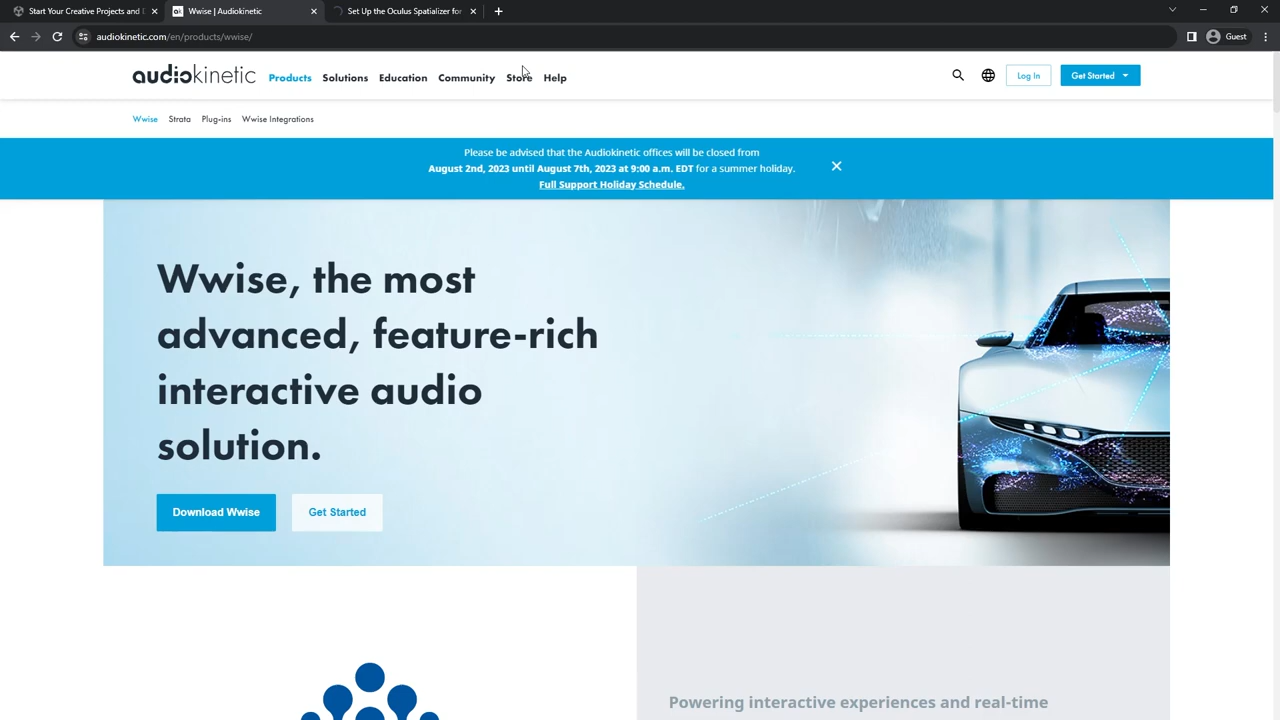 Start Your Creative Projects and D
Wwise | Audiokinetic
Set Up the Oculus Spatializer for
audiokinetic.com/en/products/wwise/
Guest
audiokinetic
Products
Solutions
Education
Community
Store
Help
Log In
Get Started
Wwise
Strata
Plug-ins
Wwise Integrations
Please be advised that the Audiokinetic offices will be closed from
August 2nd, 2023 until August 7th, 2023 at 9:00 a.m. EDT for a summer holiday.
Full Support Holiday Schedule.
Wwise, the most
advanced, feature-rich
interactive audio
solution.
Download Wwise
Get Started
Powering interactive experiences and real-time